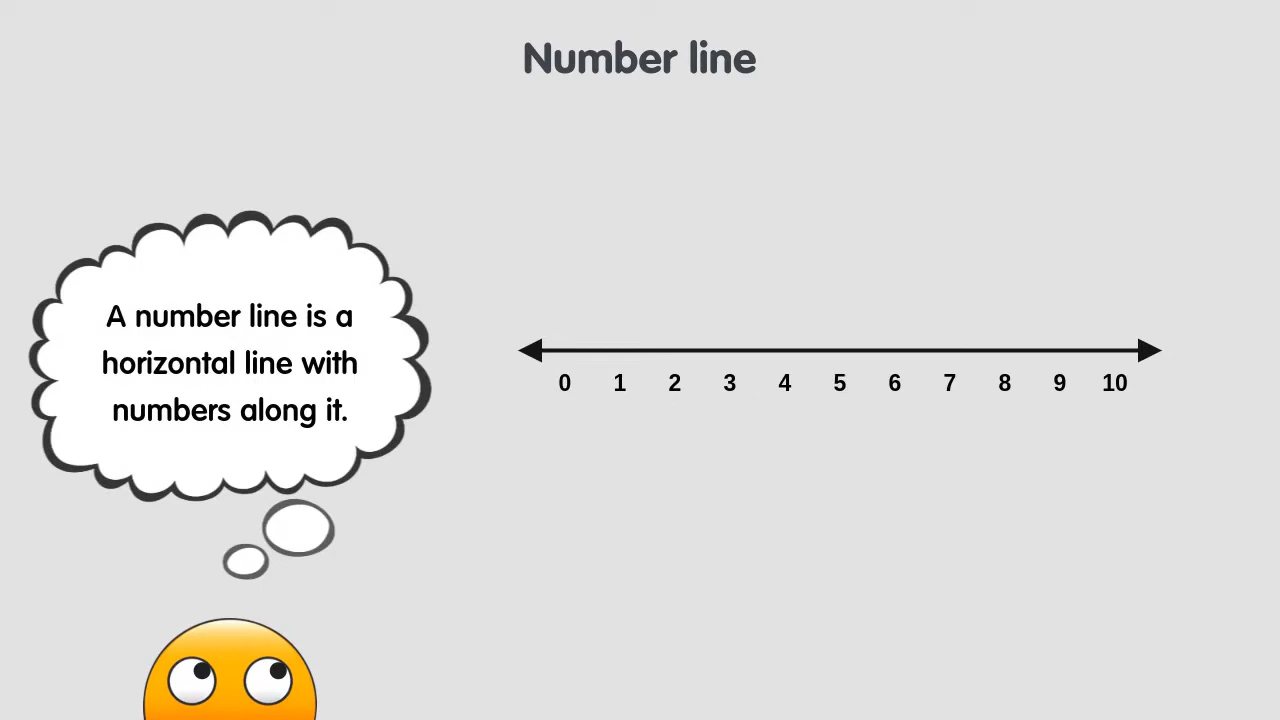 Number line
A number line is a
horizontal line with
numbers along it.
0 1 2 3 4 5 6 7 8 9 10